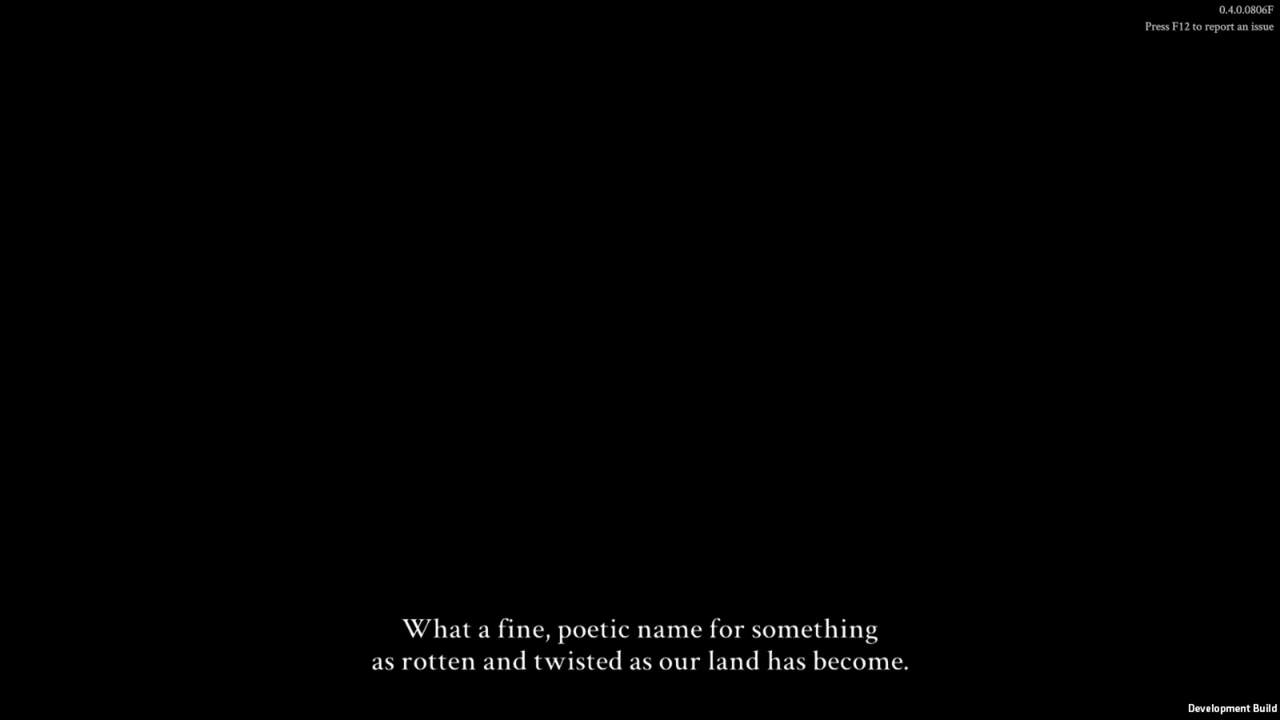 0.4.0.0806F
Press F12 to report an issue
What a fine, poetic name for something
as rotten and twisted as our land has become.
Development Build